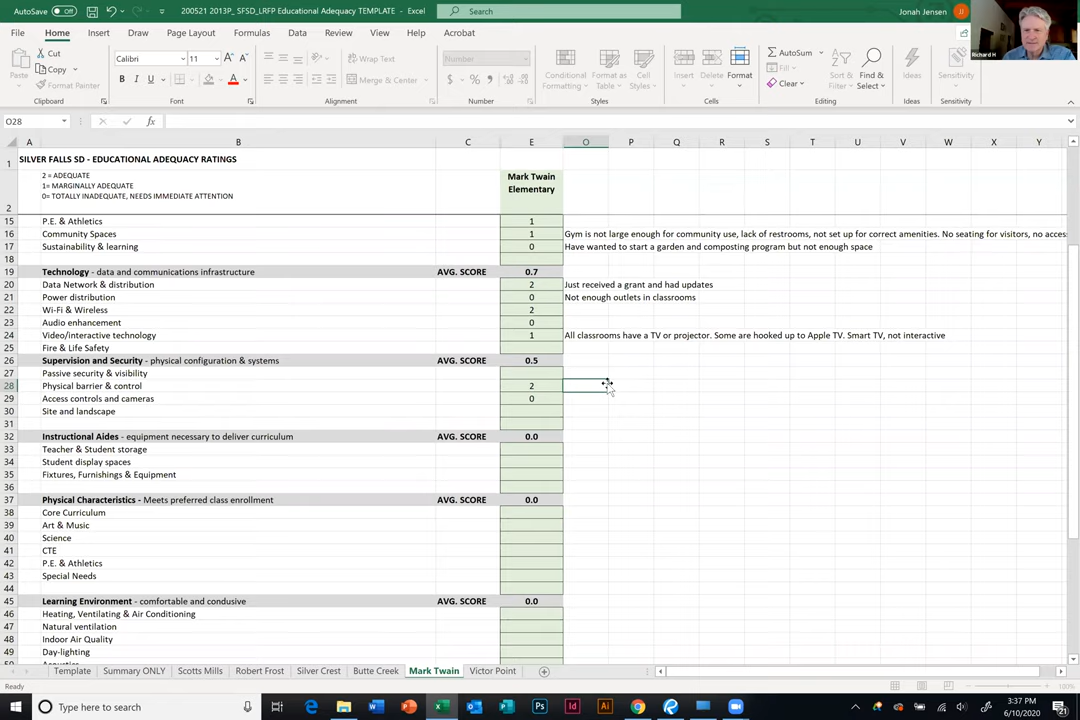 AutoSave Off 200521 2013P_ SFSD_LRFP Educational Adequacy TEMPLATE - Excel Search Jonah Jensen JJ
Richard H
File Home Insert Draw Page Layout Formulas Data Review View Help Acrobat
Paste Cut Copy Format Painter Clipboard
Calibri 11 B I U Font
Wrap Text Merge & Center Alignment
Number $ % Number
Conditional Formatting Format as Table Cell Styles Styles
Insert Delete Format Cells
AutoSum Fill Clear Sort & Filter Find & Select Editing
Ideas Ideas
Sensitivity Sensitivity
O28 fx
A B C E O P Q R S T U V W X Y
1 SILVER FALLS SD - EDUCATIONAL ADEQUACY RATINGS
2 = ADEQUATE
1= MARGINALLY ADEQUATE
0= TOTALLY INADEQUATE, NEEDS IMMEDIATE ATTENTION
Mark Twain
Elementary
2
15 P.E. & Athletics 1
16 Community Spaces 1 Gym is not large enough for community use, lack of restrooms, not set up for correct amenities. No seating for visitors, no access
17 Sustainability & learning 0 Have wanted to start a garden and composting program but not enough space
18
19 Technology - data and communications infrastructure AVG. SCORE 0.7
20 Data Network & distribution 2 Just received a grant and had updates
21 Power distribution 0 Not enough outlets in classrooms
22 Wi-Fi & Wireless 2
23 Audio enhancement 0
24 Video/interactive technology 1 All classrooms have a TV or projector. Some are hooked up to Apple TV. Smart TV, not interactive
25 Fire & Life Safety
26 Supervision and Security - physical configuration & systems AVG. SCORE 0.5
27 Passive security & visibility
28 Physical barrier & control 2
29 Access controls and cameras 0
30 Site and landscape
31
32 Instructional Aides - equipment necessary to deliver curriculum AVG. SCORE 0.0
33 Teacher & Student storage
34 Student display spaces
35 Fixtures, Furnishings & Equipment
36
37 Physical Characteristics - Meets preferred class enrollment AVG. SCORE 0.0
38 Core Curriculum
39 Art & Music
40 Science
41 CTE
42 P.E. & Athletics
43 Special Needs
44
45 Learning Environment - comfortable and condusive AVG. SCORE 0.0
46 Heating, Ventilating & Air Conditioning
47 Natural ventilation
48 Indoor Air Quality
49 Day-lighting
50 Acoustics
Template Summary ONLY Scotts Mills Robert Frost Silver Crest Butte Creek Mark Twain Victor Point
Ready 100%
Type here to search
3:37 PM
6/10/2020
21